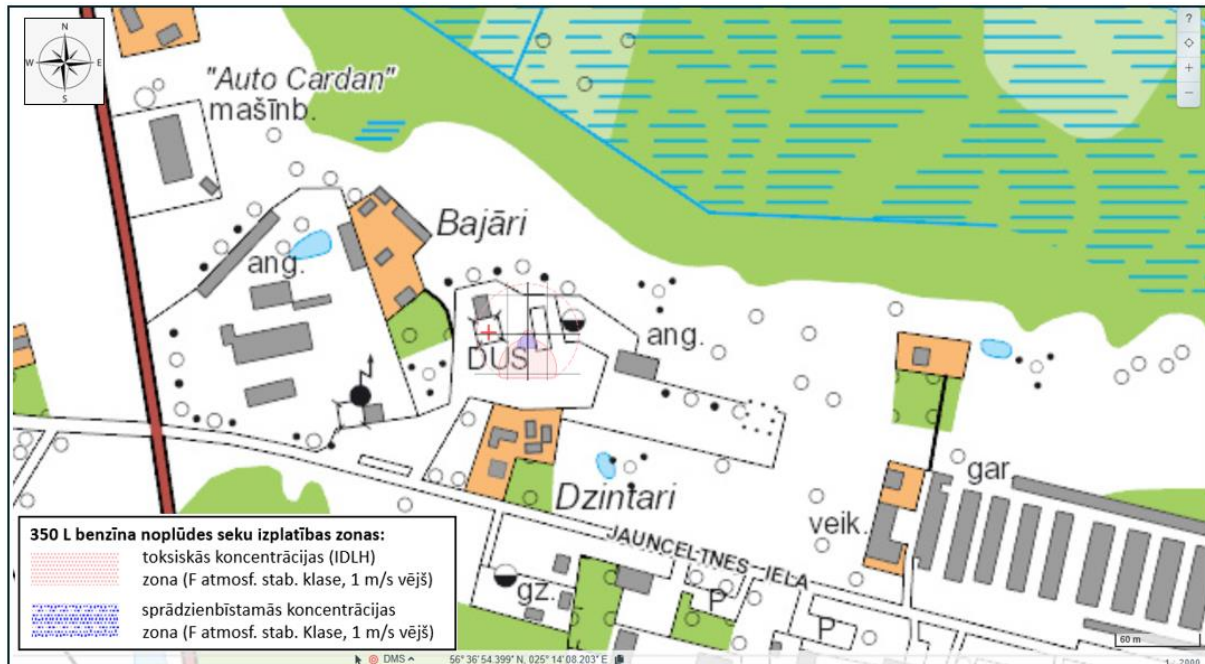 N
W E
S
?
"Auto Cardan"
mašīnb.
Bajāri
ang.
ang.
DUS
Dzintari
gar
veik.
JAUNCELTNES IELA
gz.
P
P
350 L benzīna noplūdes seku izplatības zonas:
toksiskās koncentrācijas (IDLH)
zona (F atmosf. stab. klase, 1 m/s vējš)
sprādzienbīstamās koncentrācijas
zona (F atmosf. stab. Klase, 1 m/s vējš)
60 m
DMS 56° 36' 54.399" N, 025° 14' 08.203" E
1 : 2000